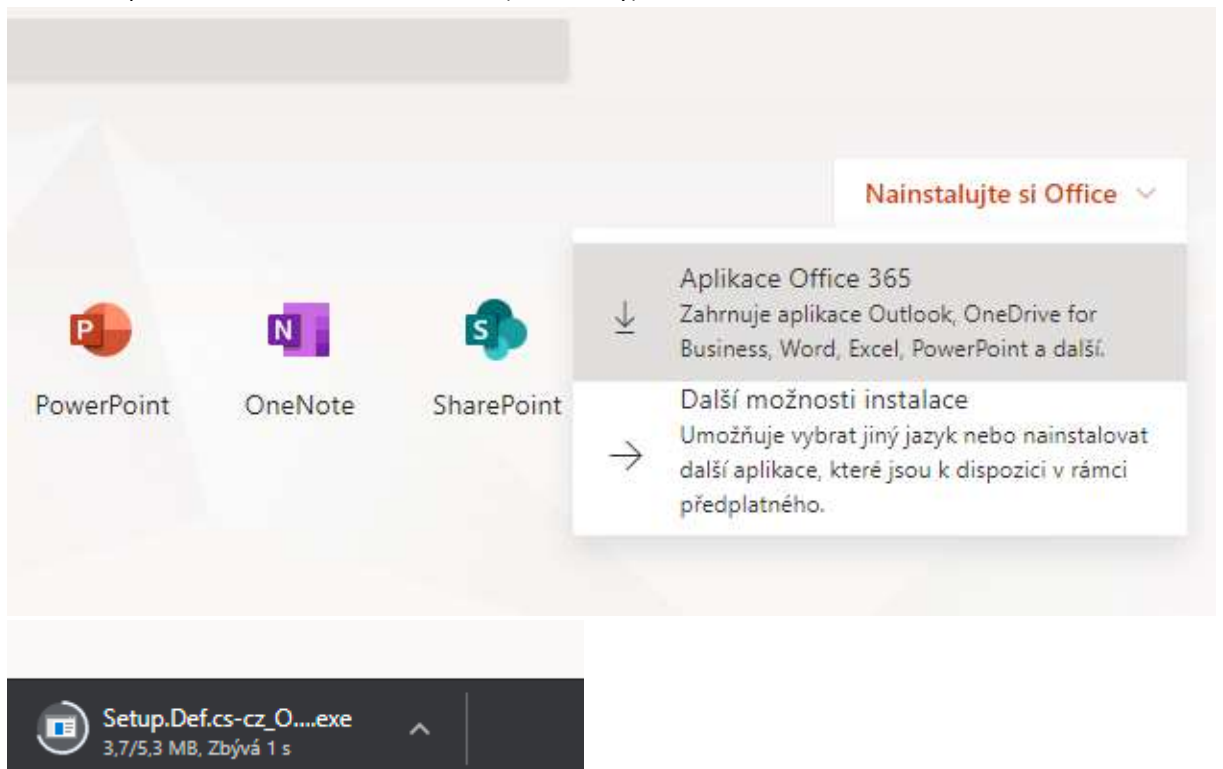 Nainstalujte si Office
Aplikace Office 365
Zahrnuje aplikace Outlook, OneDrive for
Business, Word, Excel, PowerPoint a další.
P
N
S
PowerPoint
OneNote
SharePoint
Další možnosti instalace
Umožňuje vybrat jiný jazyk nebo nainstalovat
další aplikace, které jsou k dispozici v rámci
předplatného.
Setup.Def.cs-cz_O....exe
3,7/5,3 MB, Zbývá 1 s